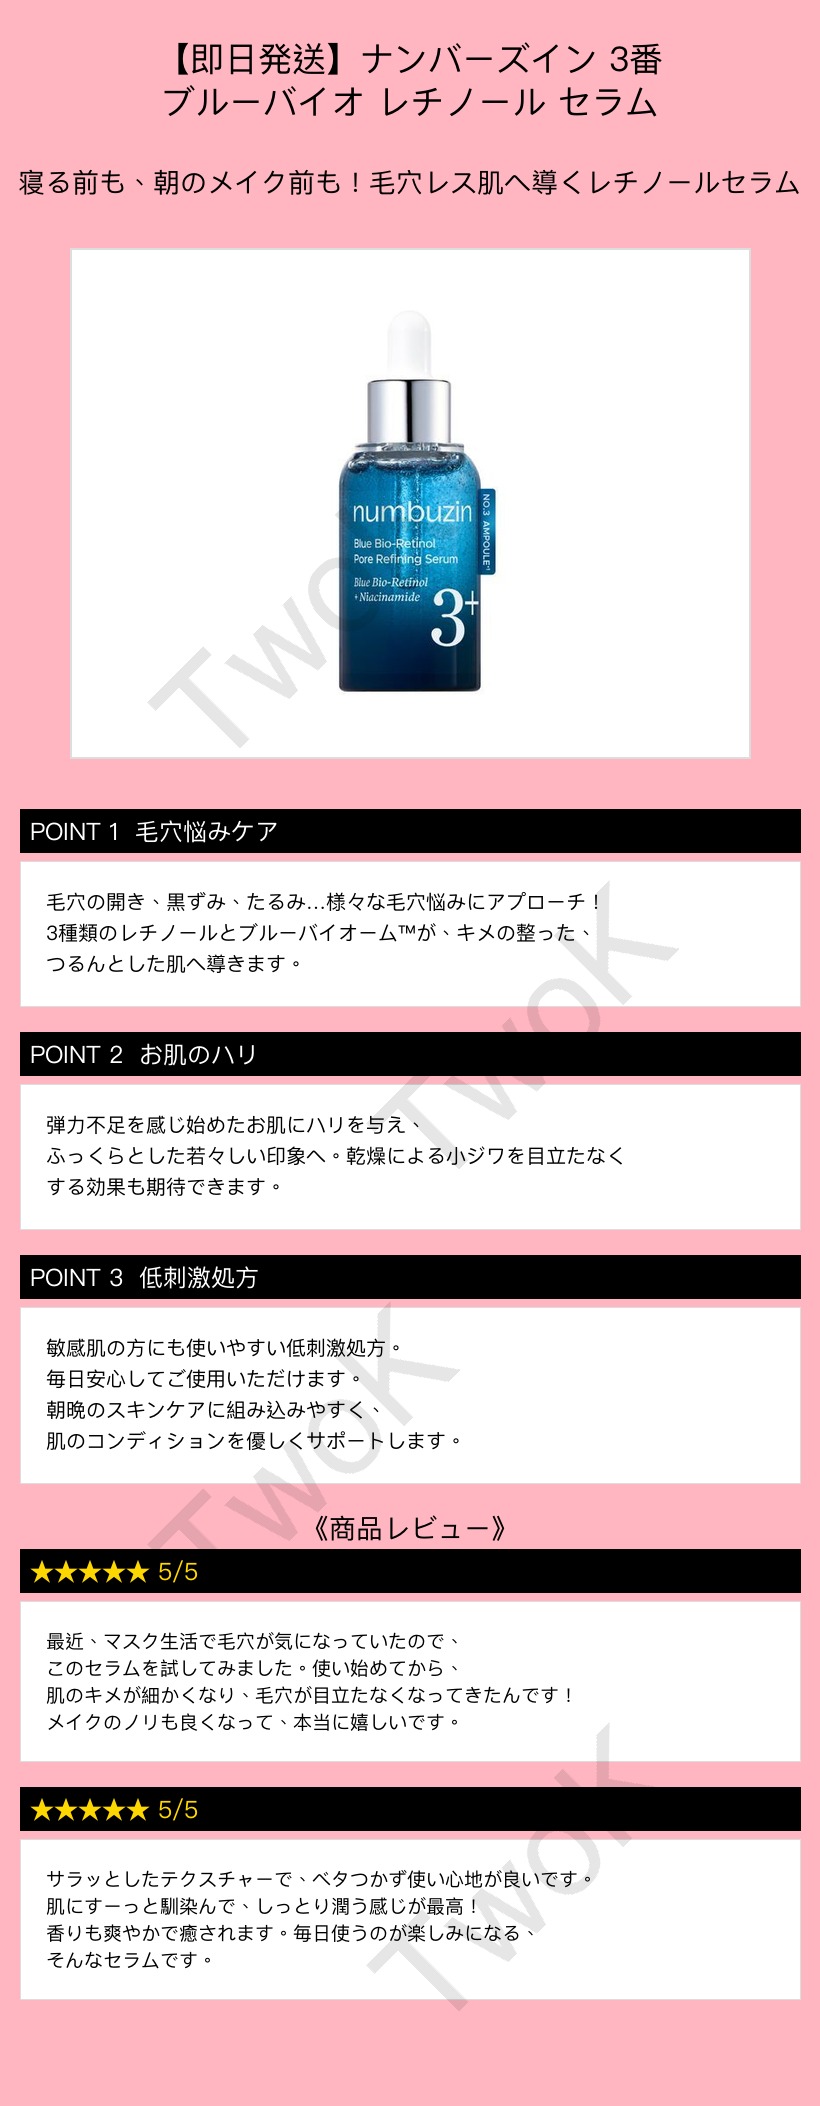 【即日発送】ナンバーズイン 3番
ブルーバイオ レチノール セラム
寝る前も、朝のメイク前も！毛穴レス肌へ導くレチノールセラム
numbuzin
NO.3 AMPOULE
Blue Bio-Retinol
Pore Refining Serum
Blue Bio-Retinol
+ Niacinamide
3+
TwoK
POINT 1 毛穴悩みケア
毛穴の開き、黒ずみ、たるみ…様々な毛穴悩みにアプローチ！
3種類のレチノールとブルーバイオーム™が、キメの整った、
つるんとした肌へ導きます。
TwoK
POINT 2 お肌のハリ
弾力不足を感じ始めたお肌にハリを与え、
ふっくらとした若々しい印象へ。乾燥による小ジワを目立たなく
する効果も期待できます。
POINT 3 低刺激処方
敏感肌の方にも使いやすい低刺激処方。
毎日安心してご使用いただけます。
朝晩のスキンケアに組み込みやすく、
肌のコンディションを優しくサポートします。
TwoK
《商品レビュー》
★★★★★ 5/5
最近、マスク生活で毛穴が気になっていたので、
このセラムを試してみました。使い始めてから、
肌のキメが細かくなり、毛穴が目立たなくなってきたんです！
メイクのノリも良くなって、本当に嬉しいです。
★★★★★ 5/5
サラッとしたテクスチャーで、ベタつかず使い心地が良いです。
肌にすーっと馴染んで、しっとり潤う感じが最高！
香りも爽やかで癒されます。毎日使うのが楽しみになる、
そんなセラムです。
TwoK